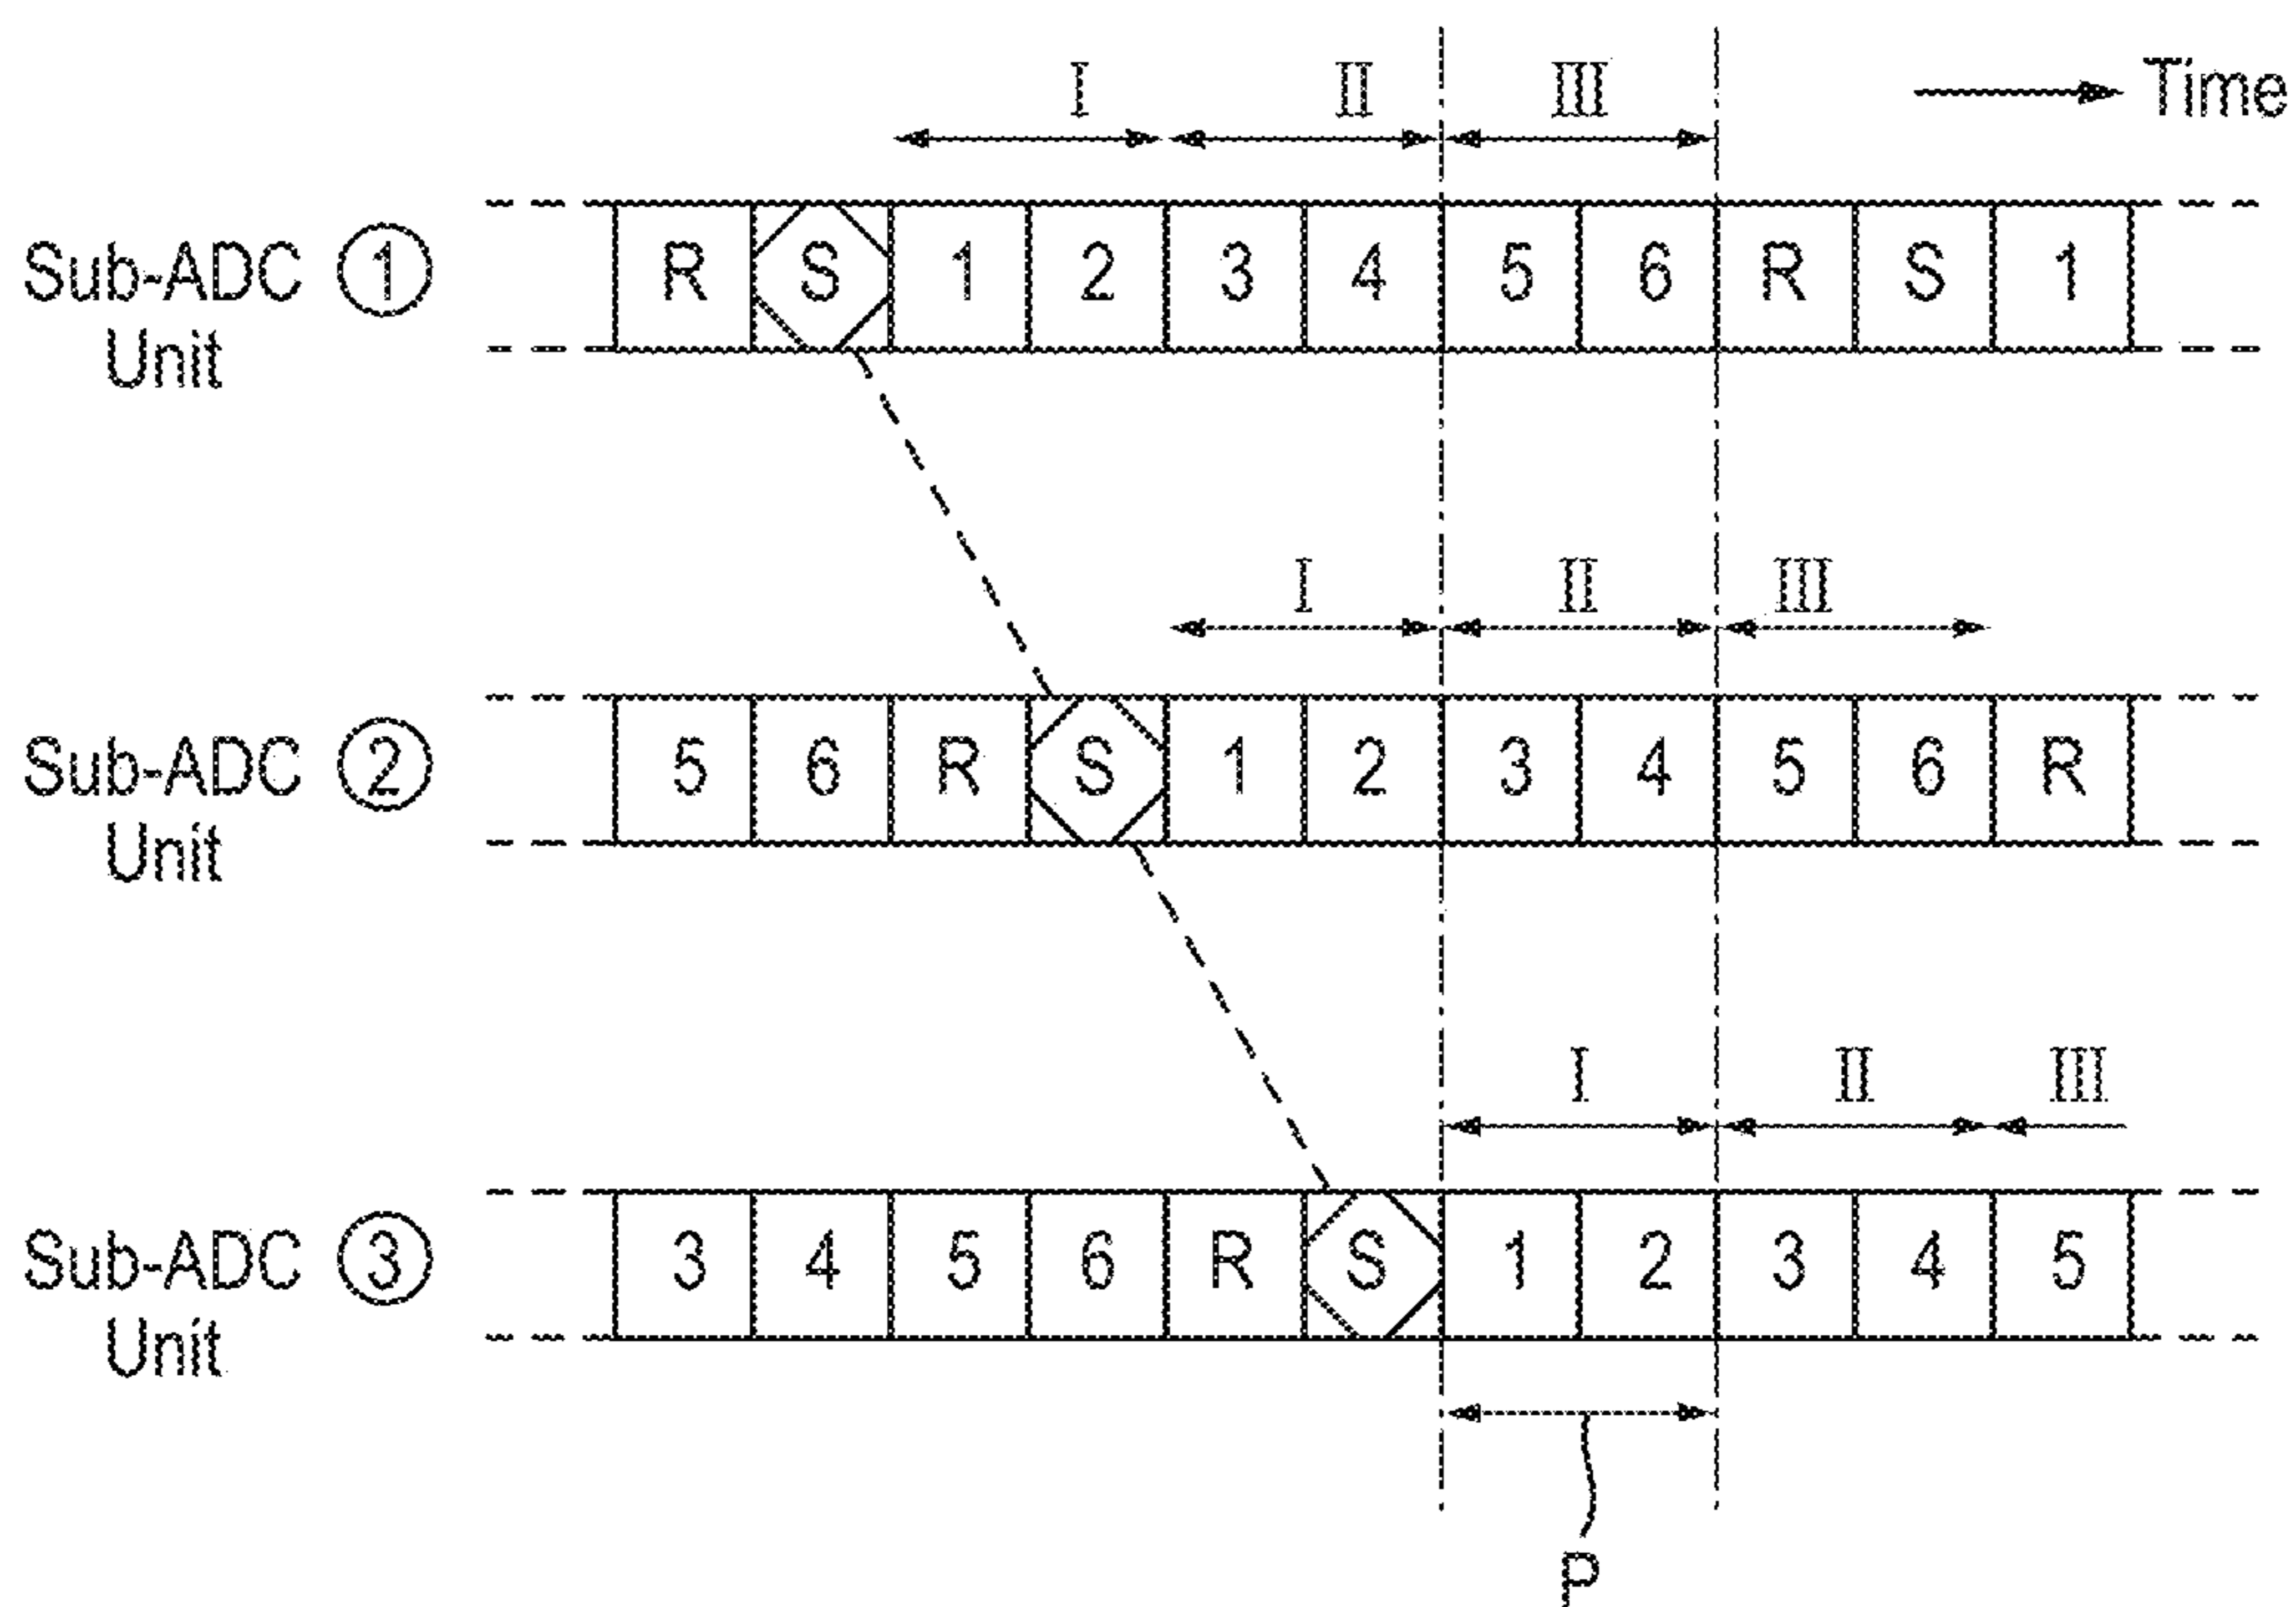 I II III Time
Sub-ADC ① R S 1 2 3 4 5 6 R S 1
Unit
I II III
Sub-ADC ② 5 6 R S 1 2 3 4 5 6 R
Unit
I II III
Sub-ADC ③ 3 4 5 6 R S 1 2 3 4 5
Unit
P